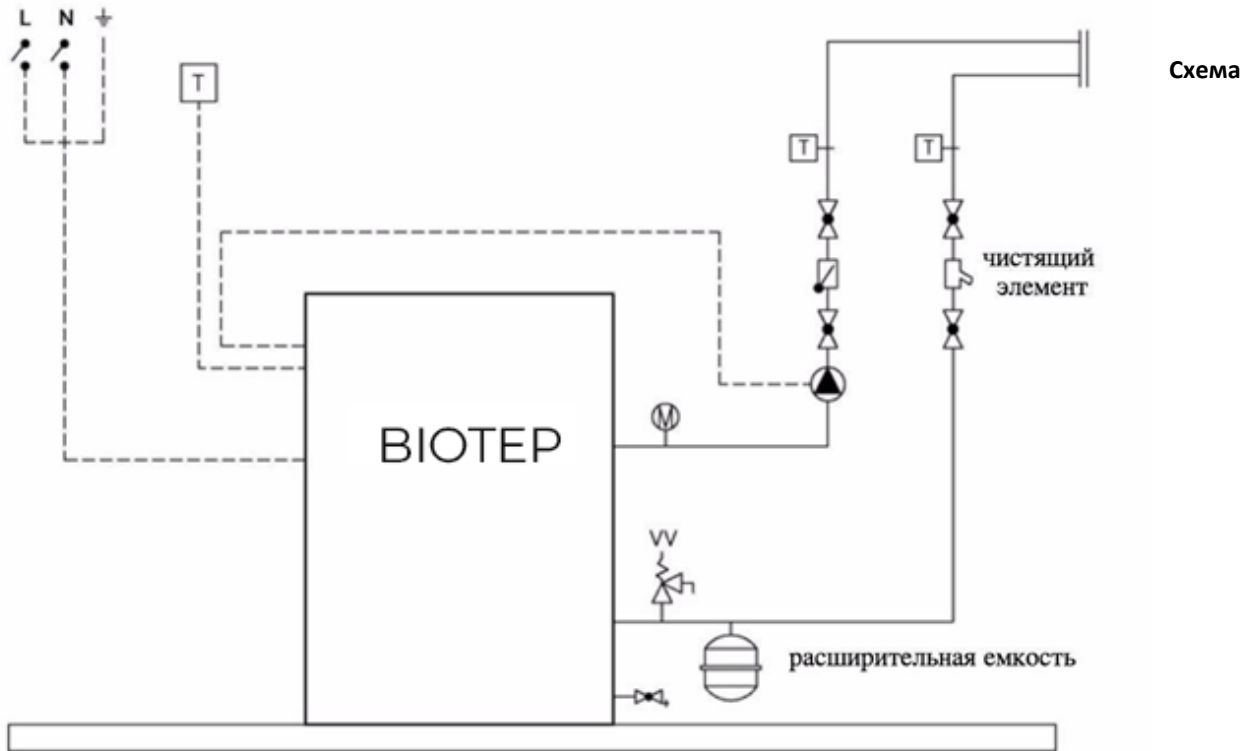 L N
Схема
T
T T
чистящий
элемент
M
BIOTEP
VV
расширительная емкость